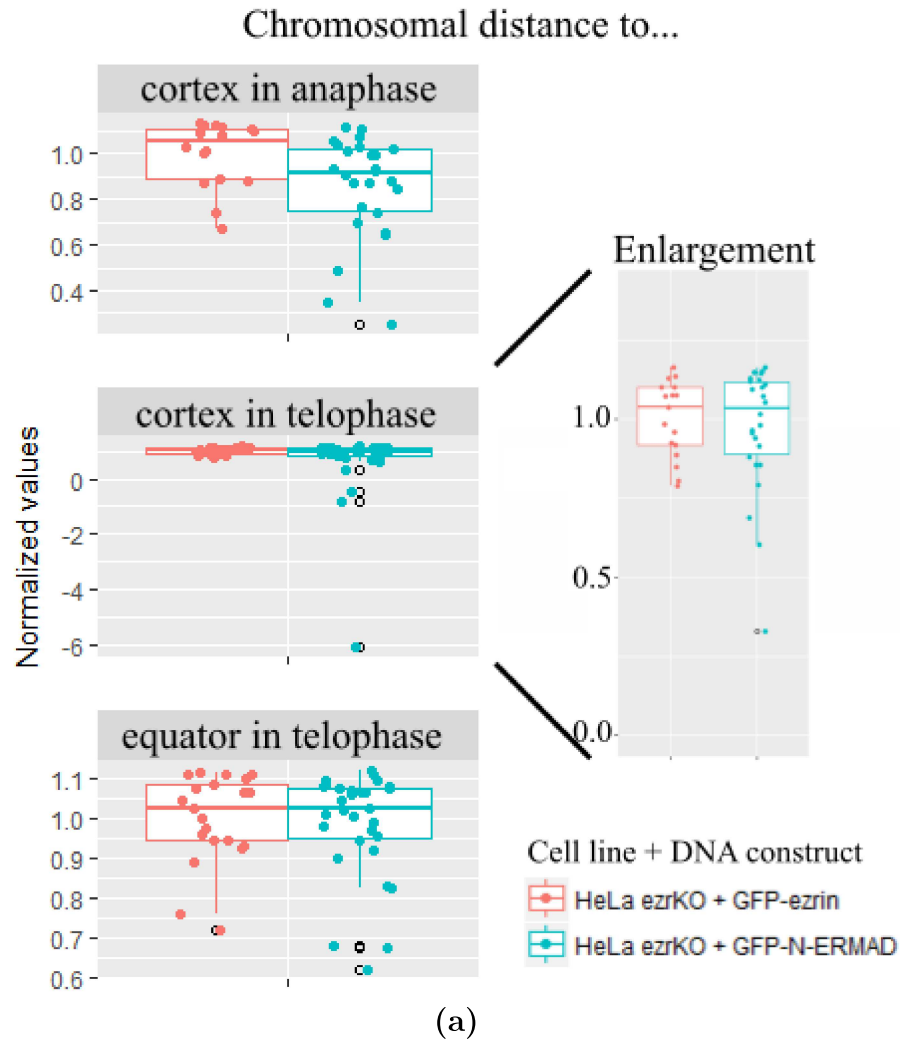 Chromosomal distance to...
cortex in anaphase
1.0
0.8
0.6
0.4
Enlargement
1.0
0.5
0.0
cortex in telophase
0
-2
-4
-6
Normalized values
equator in telophase
1.1
1.0
0.9
0.8
0.7
0.6
Cell line + DNA construct
HeLa ezrKO + GFP-ezrin
HeLa ezrKO + GFP-N-ERMAD
(a)